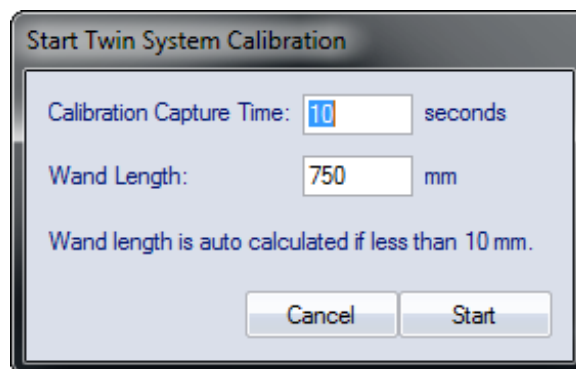 Start Twin System Calibration
Calibration Capture Time: 10 seconds
Wand Length: 750 mm
Wand length is auto calculated if less than 10 mm.
Cancel Start